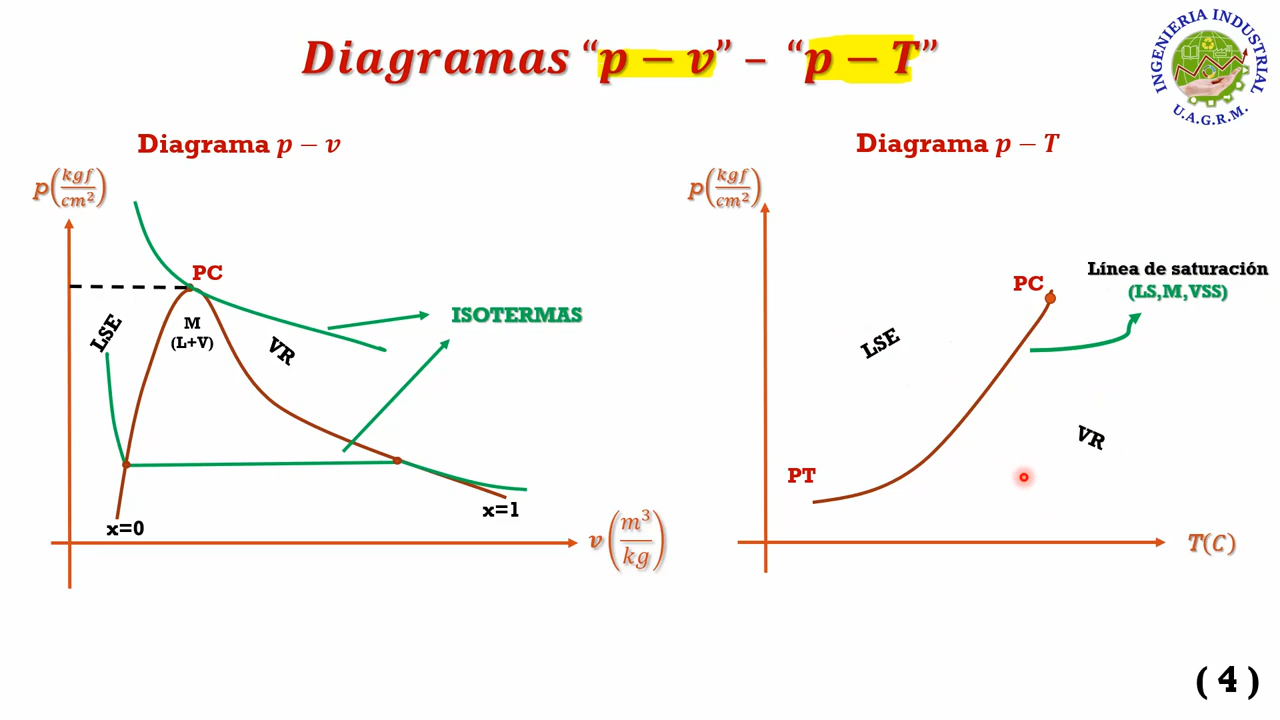 Diagramas “p − v” – “p − T”
INGENIERIA INDUSTRIAL
U.A.G.R.M.
Diagrama p − v
p(kgf/cm²)
PC
LSE
M
(L+V)
VR
ISOTERMAS
x=0
x=1
v(m³/kg)
Diagrama p − T
p(kgf/cm²)
PC
Línea de saturación
(LS,M,VSS)
LSE
VR
PT
T(C)
( 4 )